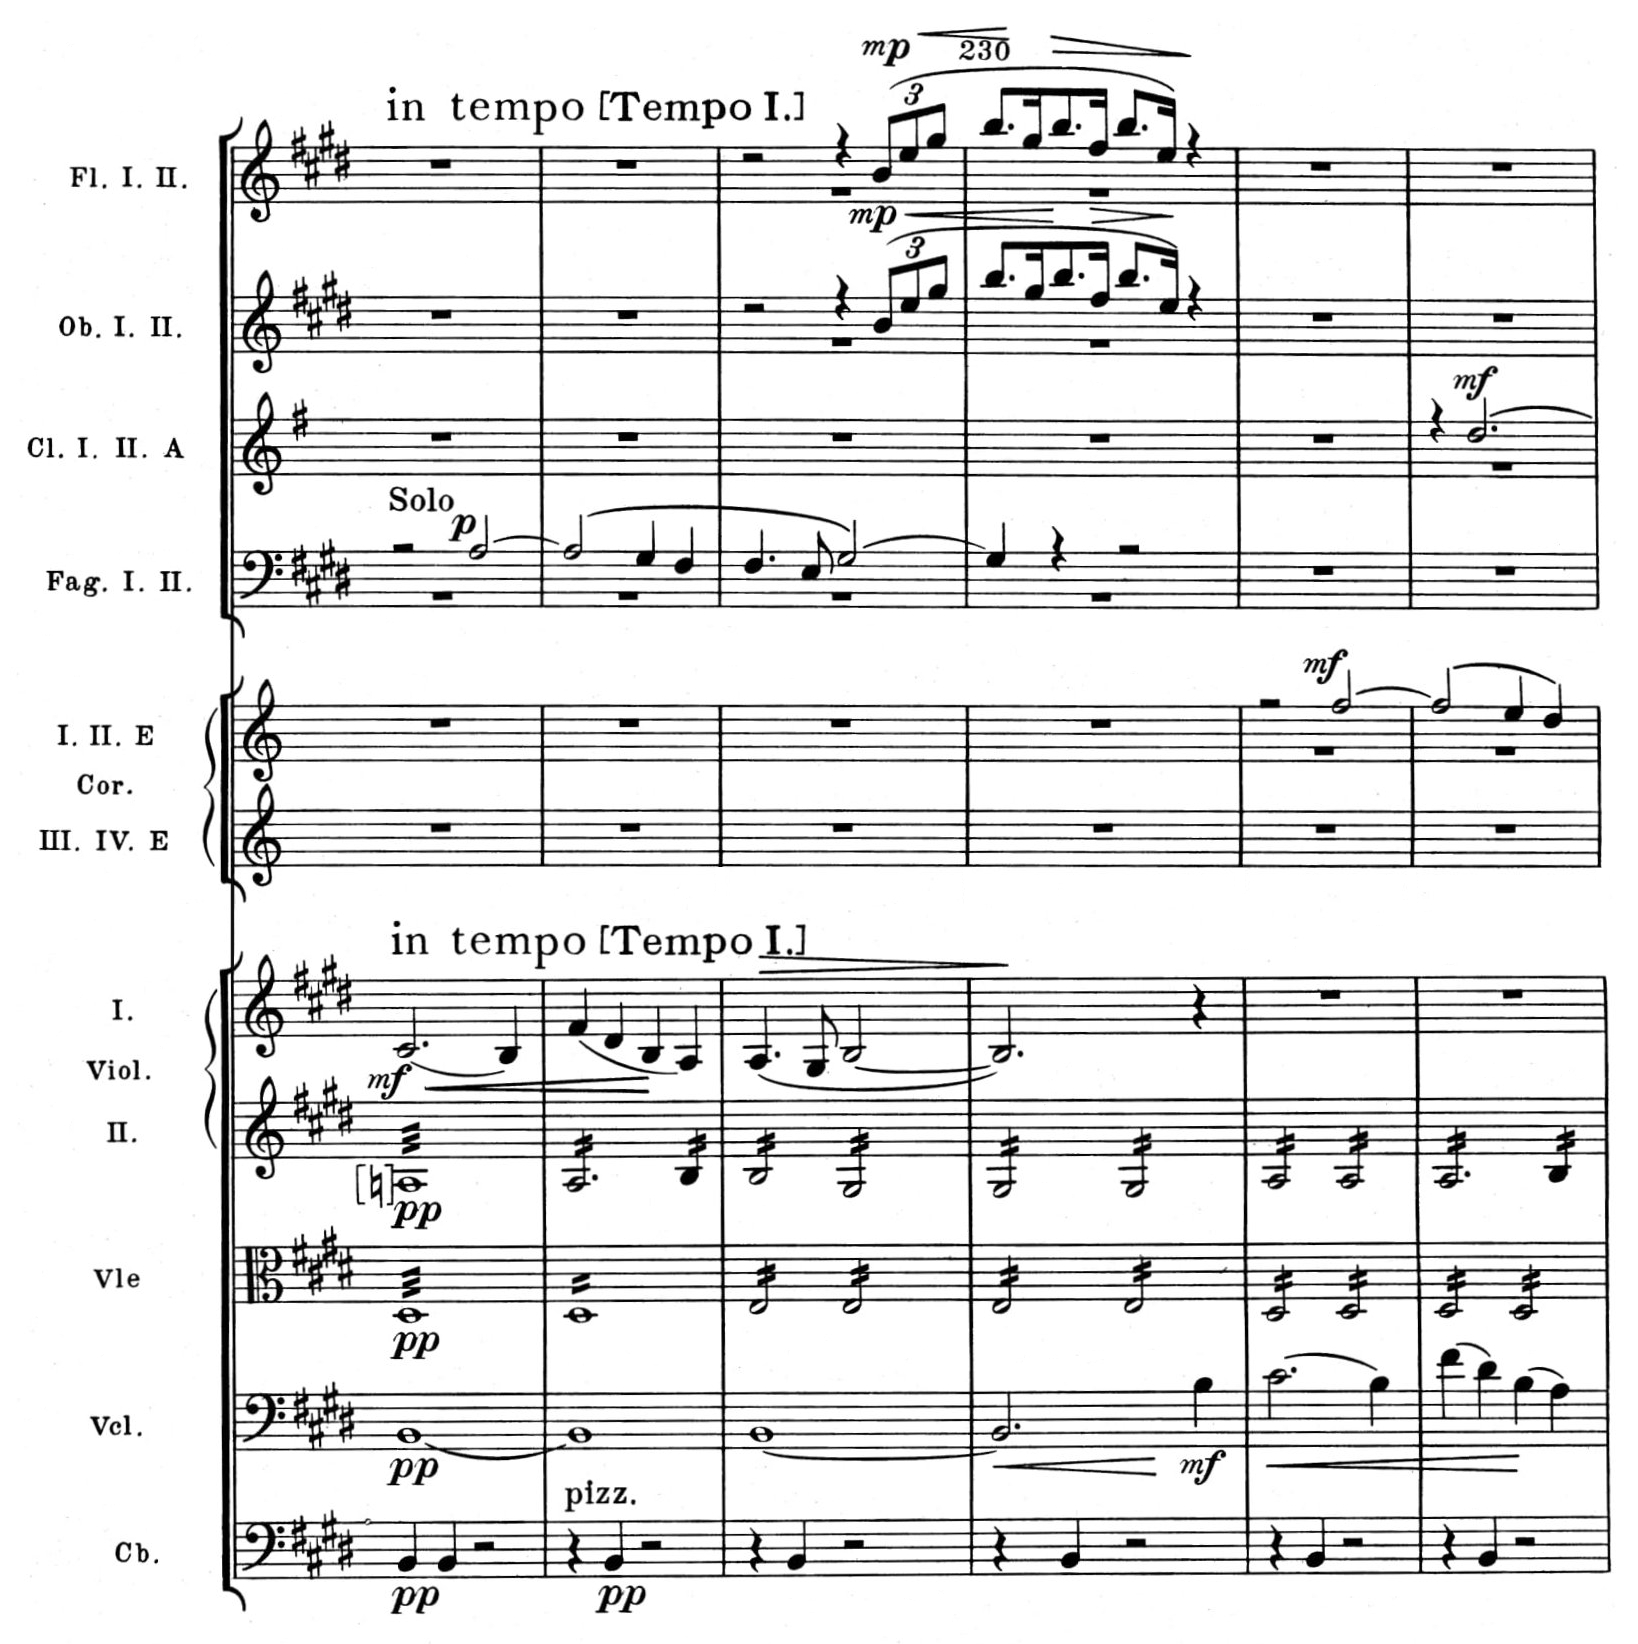 mp
230
in tempo [Tempo I.]
3
Fl. I. II.
mp
3
Ob. I. II.
mf
Cl. I. II. A
Solo
p
Fag. I. II.
mf
I. II. E
Cor.
III. IV. E
in tempo [Tempo I.]
I.
Viol.
mf
II.
[♮]
pp
Vle
pp
Vcl.
pp
mf
pizz.
Cb.
pp
pp